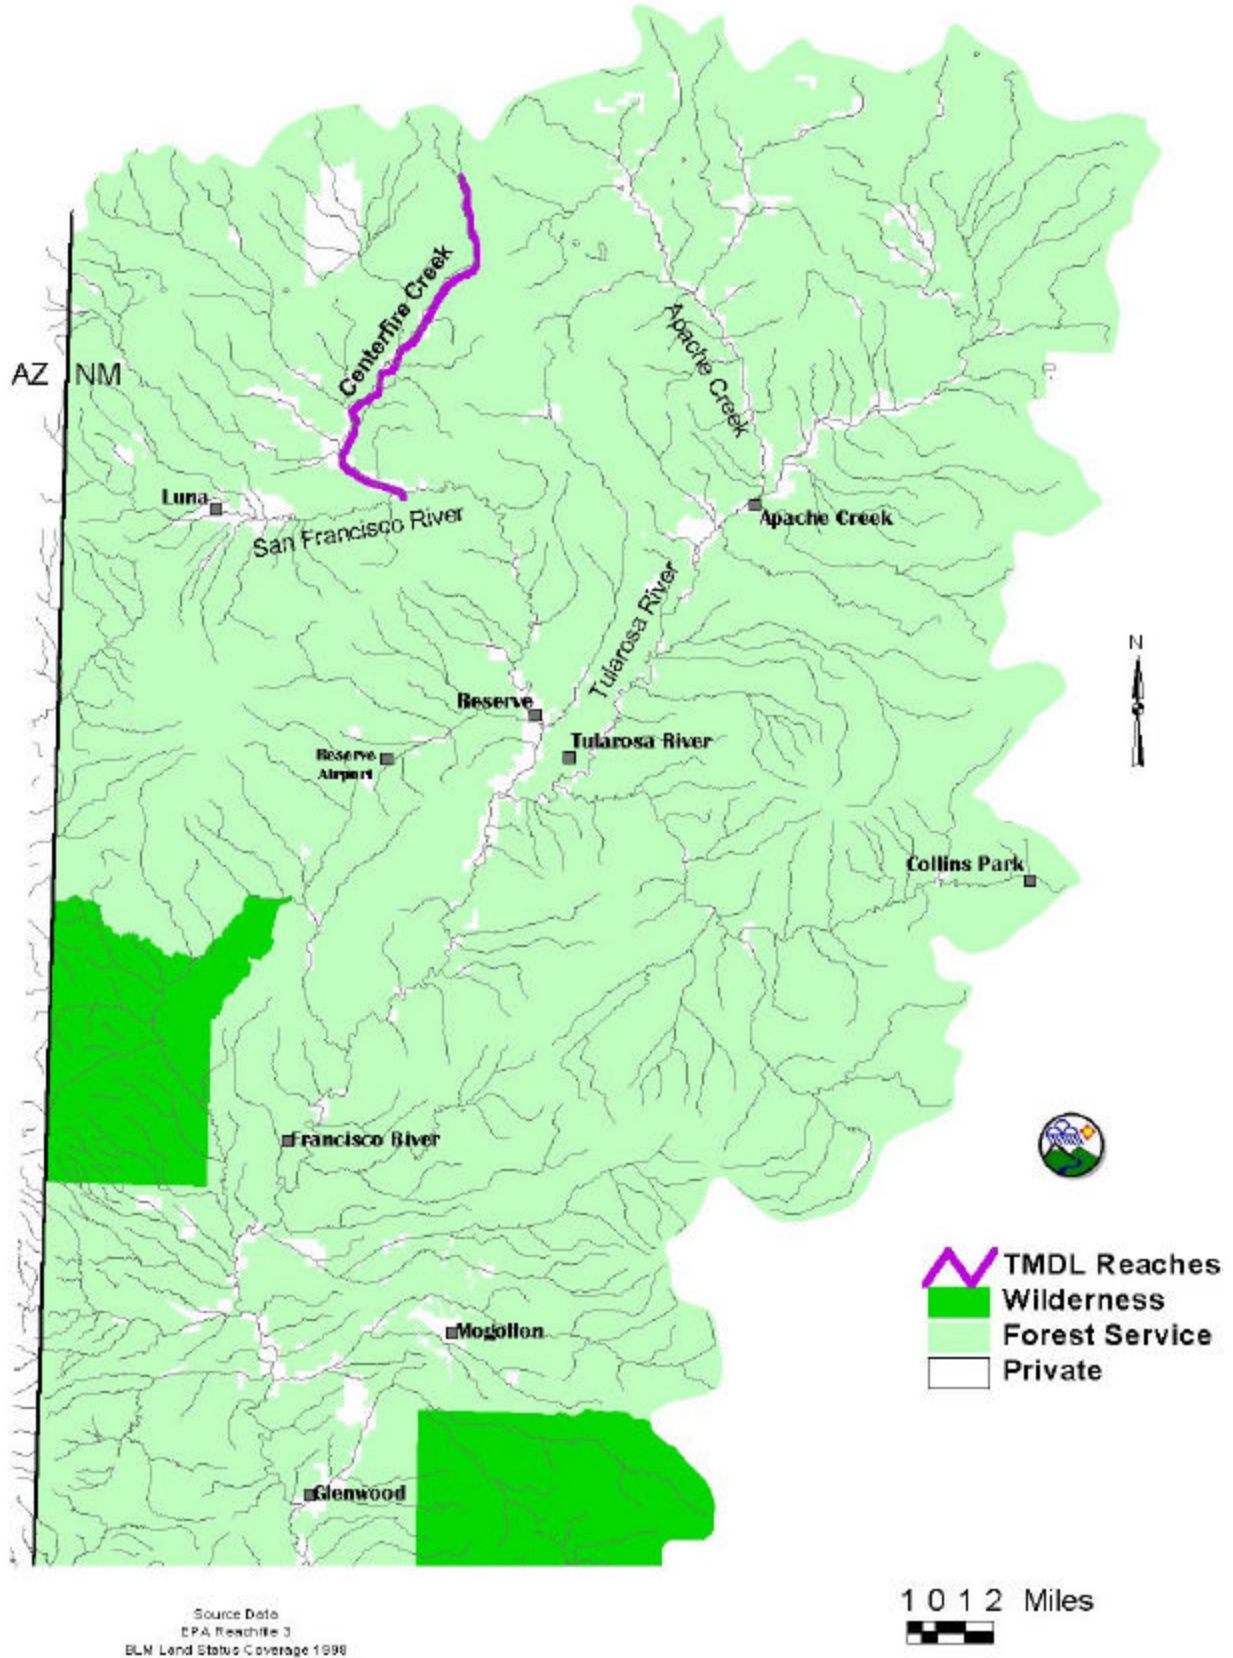 Centerfire Creek
Apache Creek
AZ NM
Luna
San Francisco River
Apache Creek
Tularosa River
N
Reserve
Tularosa River
Reserve
Airport
Collins Park
Francisco River
TMDL Reaches
Wilderness
Forest Service
Private
Mogollon
Glenwood
1 0 1 2 Miles
Source Data
EPA Reachfile 3
BLM Land Status Coverage 1998